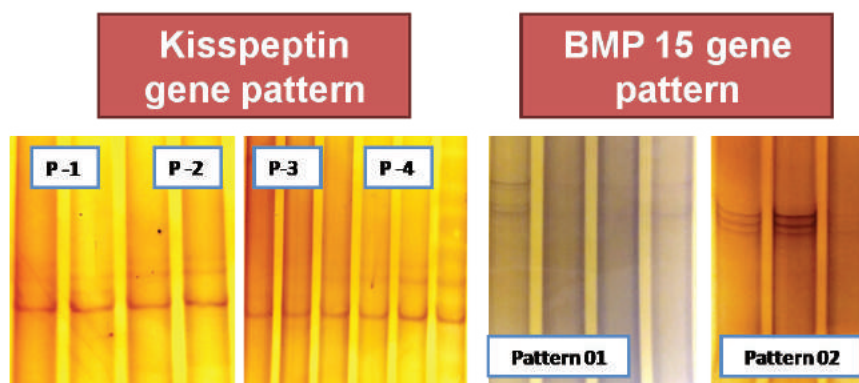 Kisspeptin
gene pattern
BMP 15 gene
pattern
P -1
P -2
P -3
P -4
Pattern 01
Pattern 02